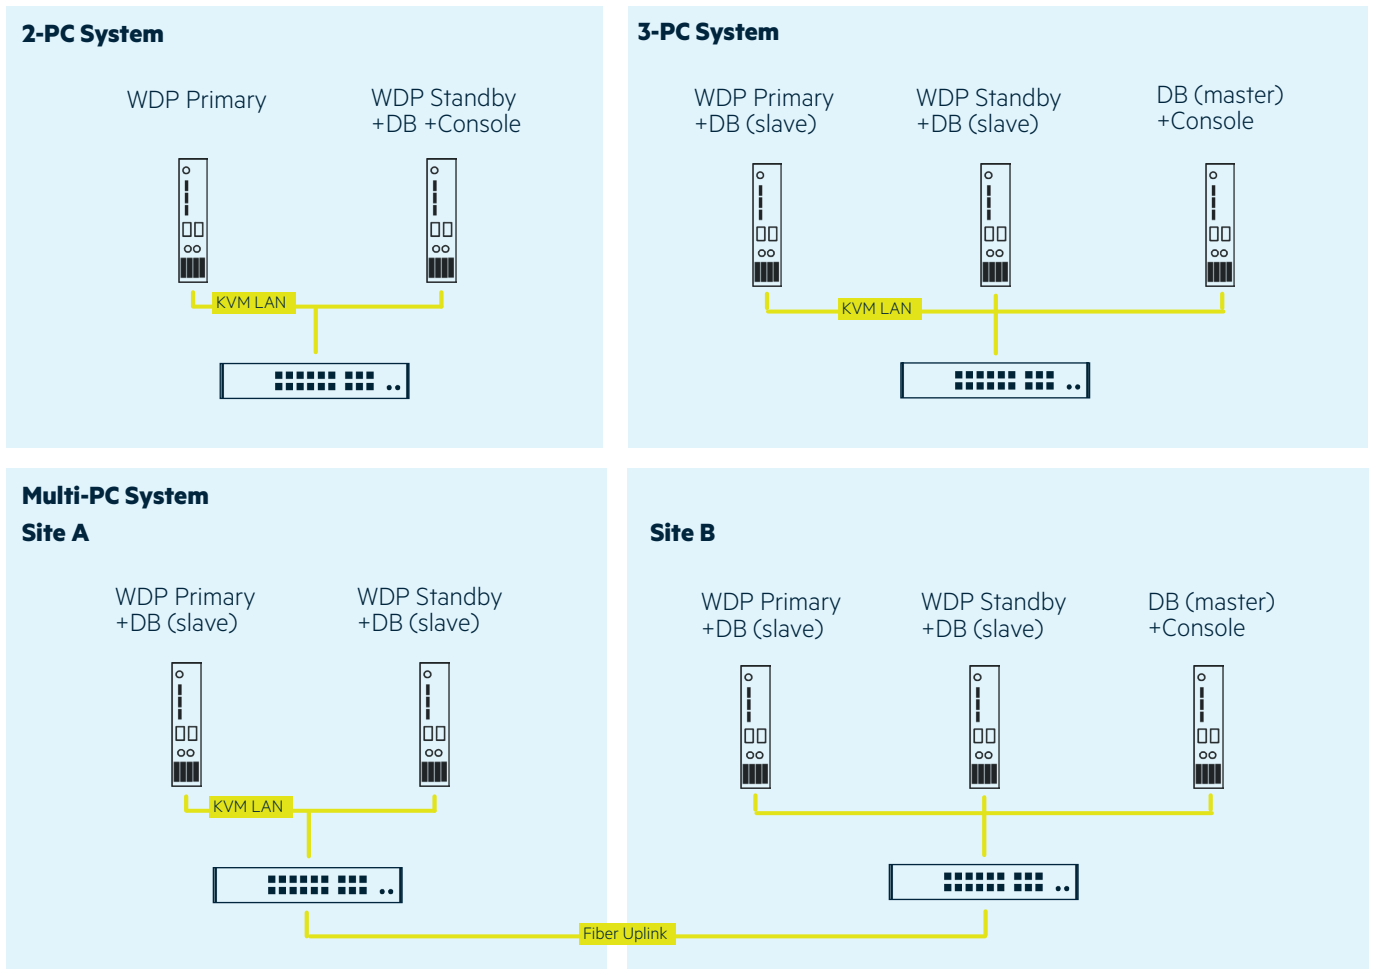 2-PC System
WDP Primary
WDP Standby
+DB +Console
KVM LAN
3-PC System
WDP Primary
+DB (slave)
WDP Standby
+DB (slave)
DB (master)
+Console
KVM LAN
Multi-PC System
Site A
WDP Primary
+DB (slave)
WDP Standby
+DB (slave)
KVM LAN
Site B
WDP Primary
+DB (slave)
WDP Standby
+DB (slave)
DB (master)
+Console
Fiber Uplink